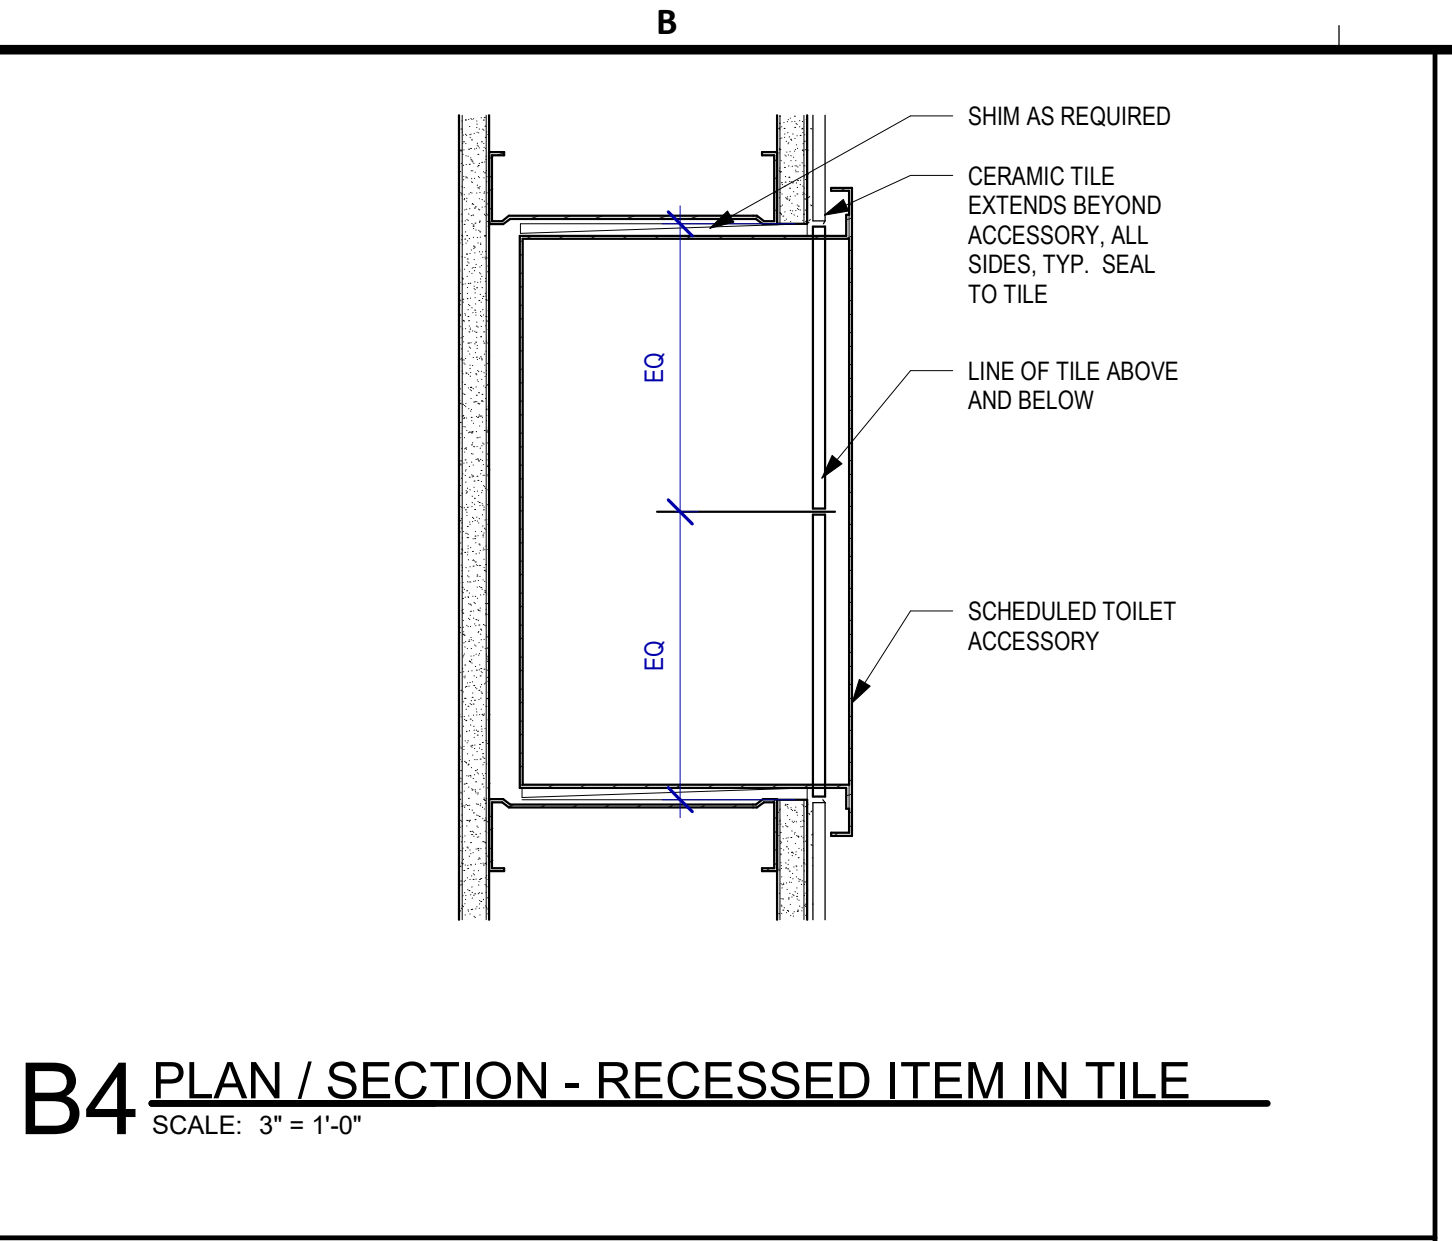 B
SHIM AS REQUIRED
CERAMIC TILE
EXTENDS BEYOND
ACCESSORY, ALL
SIDES, TYP.  SEAL
TO TILE
EQ
LINE OF TILE ABOVE
AND BELOW
EQ
SCHEDULED TOILET
ACCESSORY
B4 PLAN / SECTION - RECESSED ITEM IN TILE
SCALE:  3" = 1'-0"